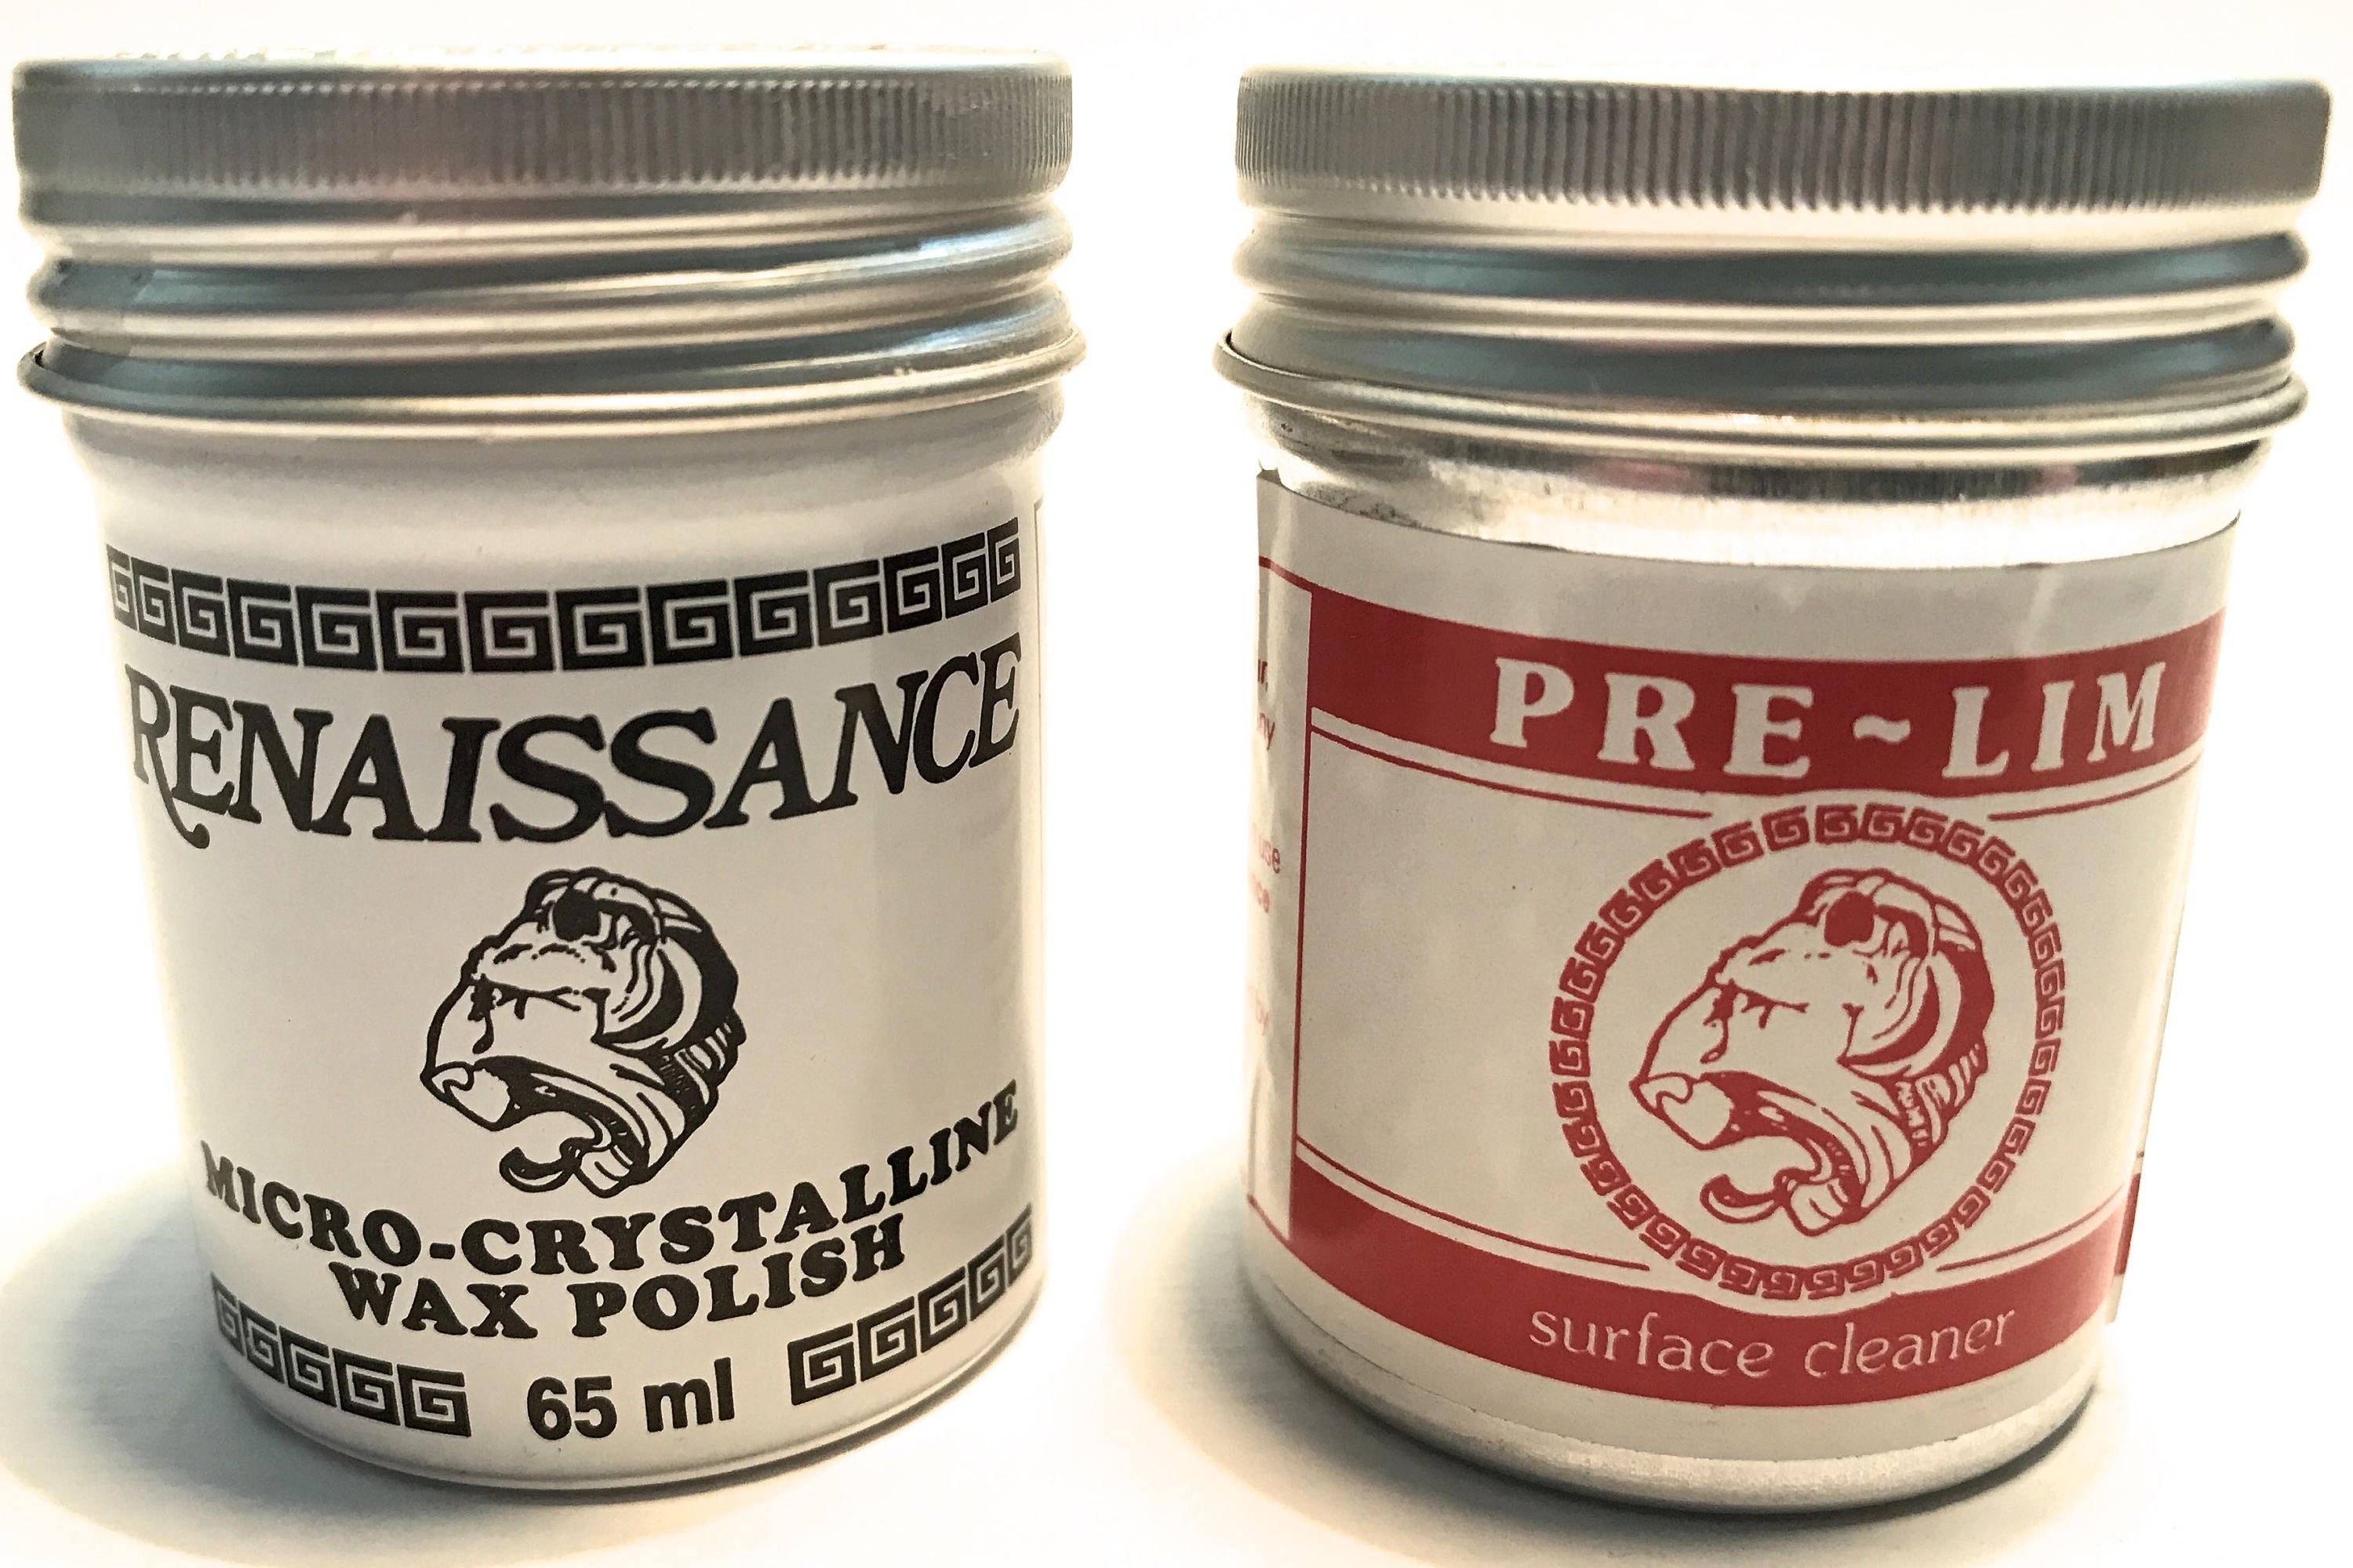 RENAISSANCE
MICRO-CRYSTALLINE
WAX POLISH
65 ml
PRE~LIM
surface cleaner